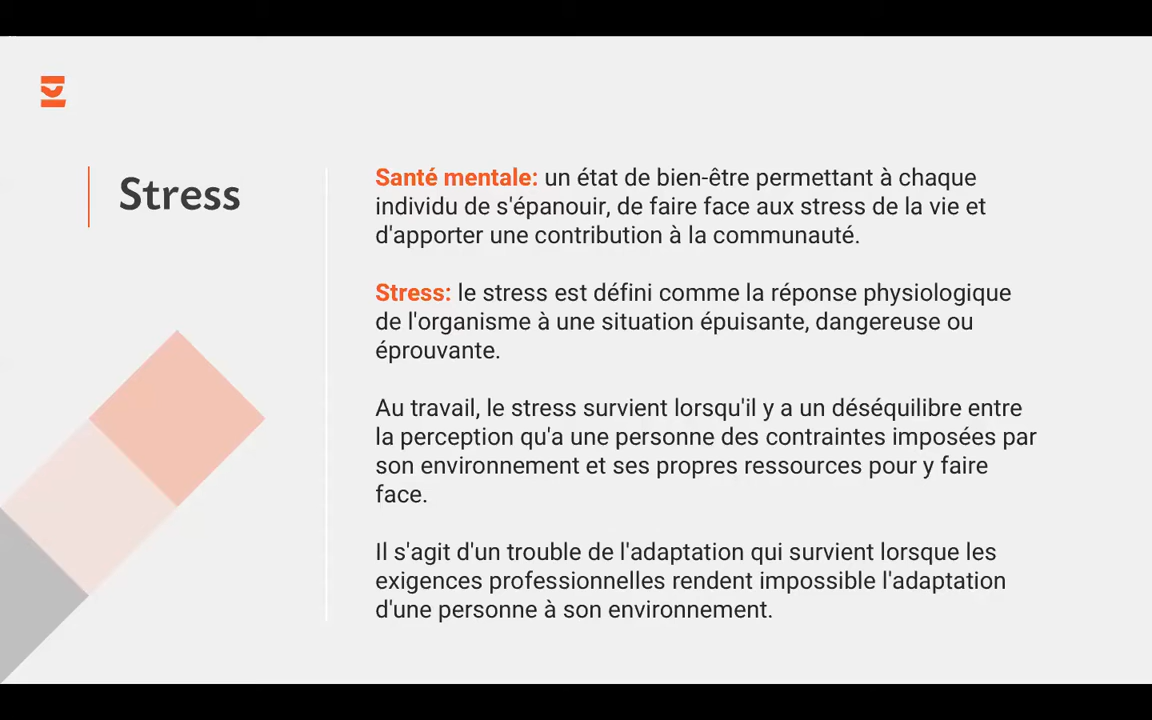 Stress
Santé mentale: un état de bien-être permettant à chaque
individu de s'épanouir, de faire face aux stress de la vie et
d'apporter une contribution à la communauté.
Stress: le stress est défini comme la réponse physiologique
de l'organisme à une situation épuisante, dangereuse ou
éprouvante.
Au travail, le stress survient lorsqu'il y a un déséquilibre entre
la perception qu'a une personne des contraintes imposées par
son environnement et ses propres ressources pour y faire
face.
Il s'agit d'un trouble de l'adaptation qui survient lorsque les
exigences professionnelles rendent impossible l'adaptation
d'une personne à son environnement.